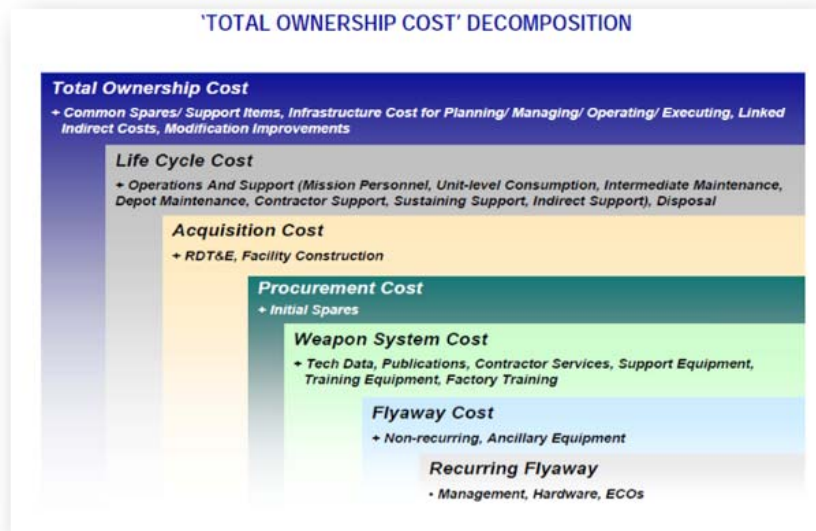 'TOTAL OWNERSHIP COST' DECOMPOSITION
Total Ownership Cost
+ Common Spares/ Support Items, Infrastructure Cost for Planning/ Managing/ Operating/ Executing, Linked
Indirect Costs, Modification Improvements
Life Cycle Cost
+ Operations And Support (Mission Personnel, Unit-level Consumption, Intermediate Maintenance,
Depot Maintenance, Contractor Support, Sustaining Support, Indirect Support), Disposal
Acquisition Cost
+ RDT&E, Facility Construction
Procurement Cost
+ Initial Spares
Weapon System Cost
+ Tech Data, Publications, Contractor Services, Support Equipment,
Training Equipment, Factory Training
Flyaway Cost
+ Non-recurring, Ancillary Equipment
Recurring Flyaway
• Management, Hardware, ECOs